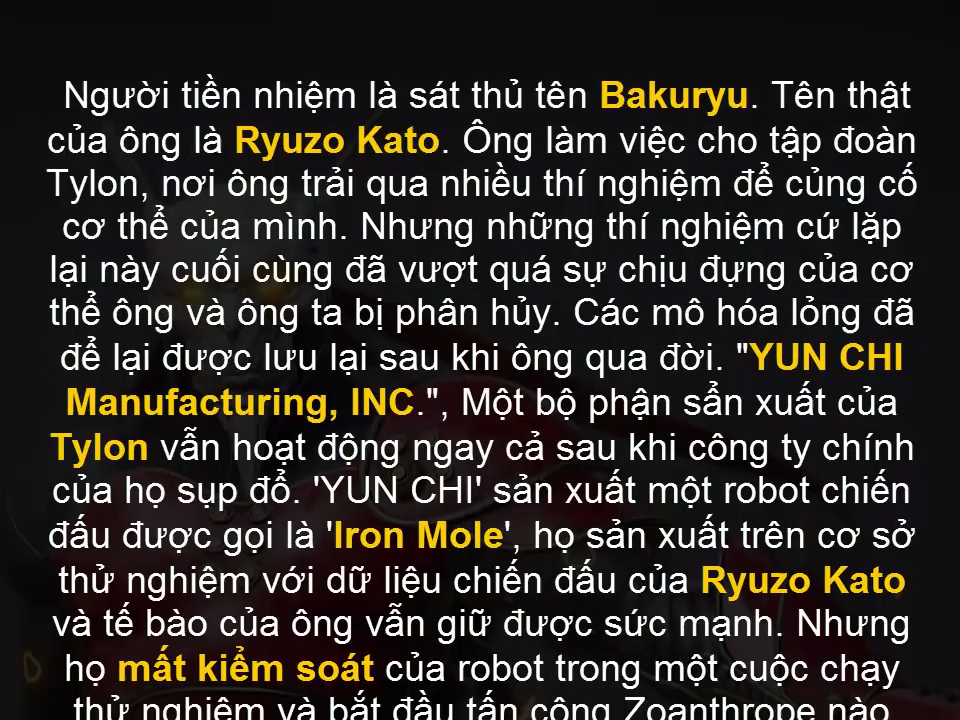 Người tiền nhiệm là sát thủ tên Bakuryu. Tên thật
của ông là Ryuzo Kato. Ông làm việc cho tập đoàn
Tylon, nơi ông trải qua nhiều thí nghiệm để củng cố
cơ thể của mình. Nhưng những thí nghiệm cứ lặp
lại này cuối cùng đã vượt quá sự chịu đựng của cơ
thể ông và ông ta bị phân hủy. Các mô hóa lỏng đã
để lại được lưu lại sau khi ông qua đời. "YUN CHI
Manufacturing, INC.", Một bộ phận sẩn xuất của
Tylon vẫn hoạt động ngay cả sau khi công ty chính
của họ sụp đổ. 'YUN CHI' sản xuất một robot chiến
đấu được gọi là 'Iron Mole', họ sản xuất trên cơ sở
thử nghiệm với dữ liệu chiến đấu của Ryuzo Kato
và tế bào của ông vẫn giữ được sức mạnh. Nhưng
họ mất kiểm soát của robot trong một cuộc chạy
thử nghiệm và bắt đầu tấn công Zoanthrope nào